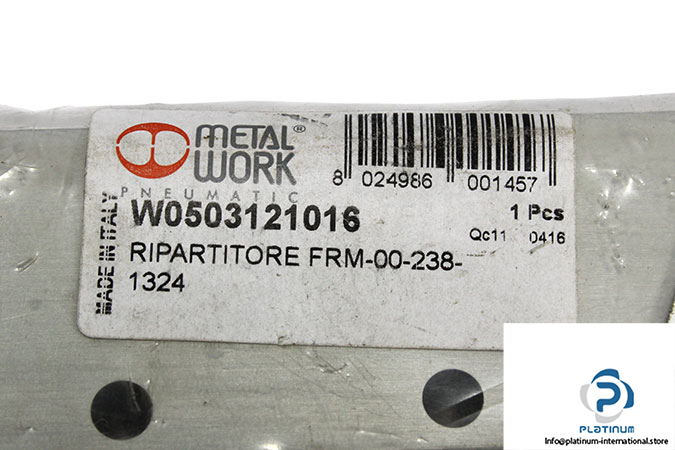 METAL
WORK®
PNEUMATIC
8 024986 001457
MADE IN ITALY
W0503121016
1 Pcs
Qc11 0416
RIPARTITORE FRM-00-238-
1324
PLATINUM
Info@platinum-international.store